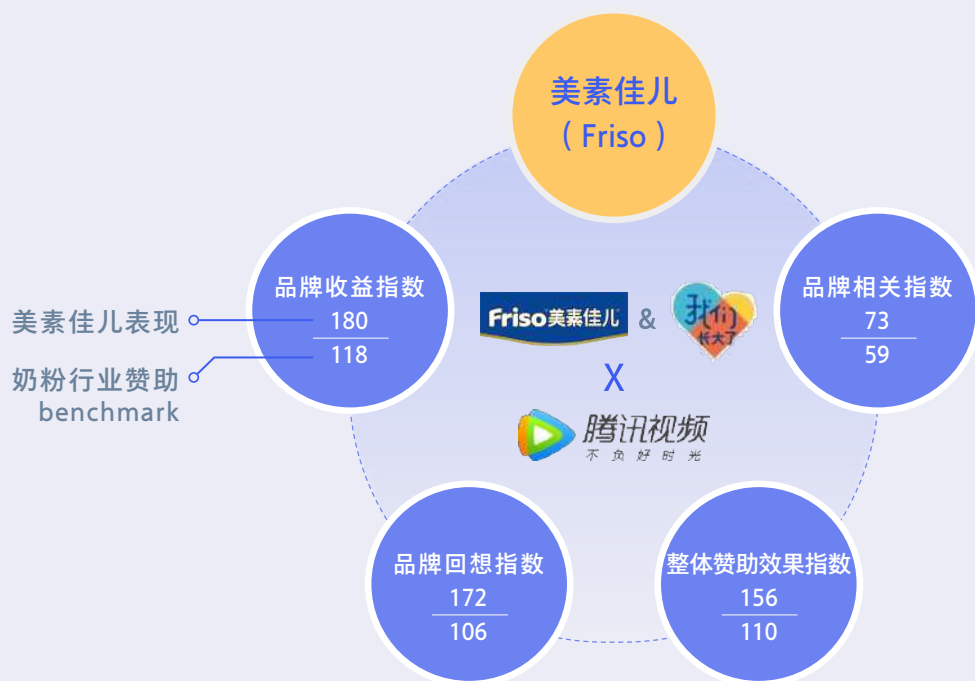 美素佳儿
（Friso）
品牌收益指数
180
118
品牌相关指数
73
59
美素佳儿表现
奶粉行业赞助
benchmark
Friso美素佳儿
&
我们
长大了
X
腾讯视频
不负好时光
品牌回想指数
172
106
整体赞助效果指数
156
110